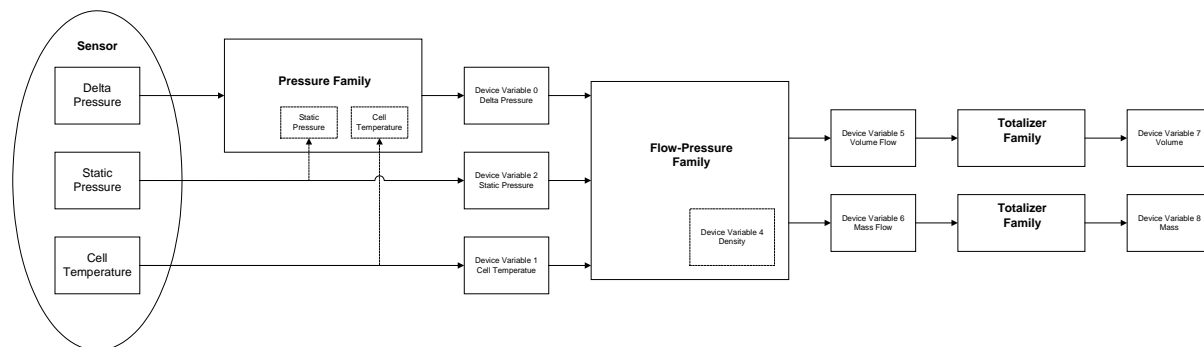 Sensor
Delta
Pressure
Static
Pressure
Cell
Temperature
Pressure Family
Static
Pressure
Cell
Temperature
Device Variable 0
Delta Pressure
Device Variable 2
Static Pressure
Device Variable 1
Cell Temperatue
Flow-Pressure
Family
Device Variable 4
Density
Device Variable 5
Volume Flow
Totalizer
Family
Device Variable 7
Volume
Device Variable 6
Mass Flow
Totalizer
Family
Device Variable 8
Mass